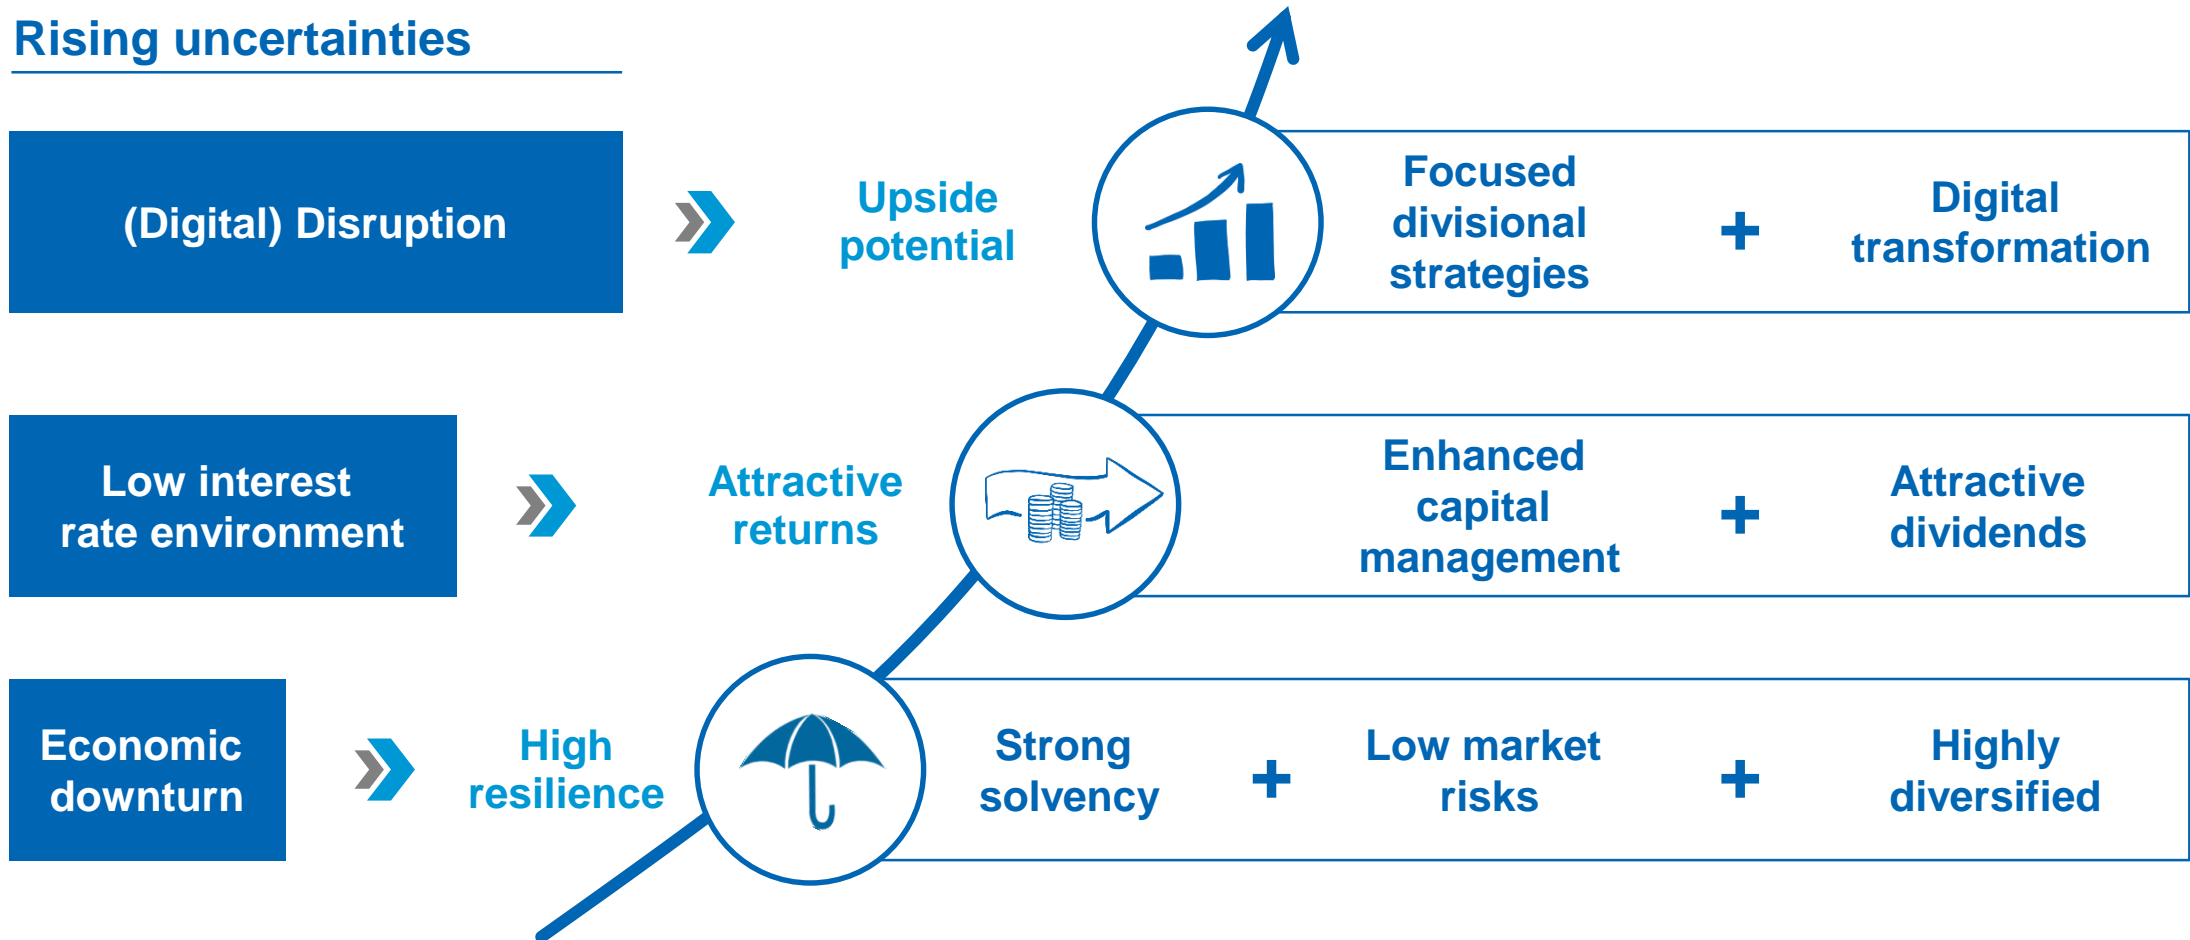 Rising uncertainties
(Digital) Disruption
Upside
potential
Focused
divisional
strategies
+
Digital
transformation
Low interest
rate environment
Attractive
returns
Enhanced
capital
management
+
Attractive
dividends
Economic
downturn
High
resilience
Strong
solvency
+
Low market
risks
+
Highly
diversified